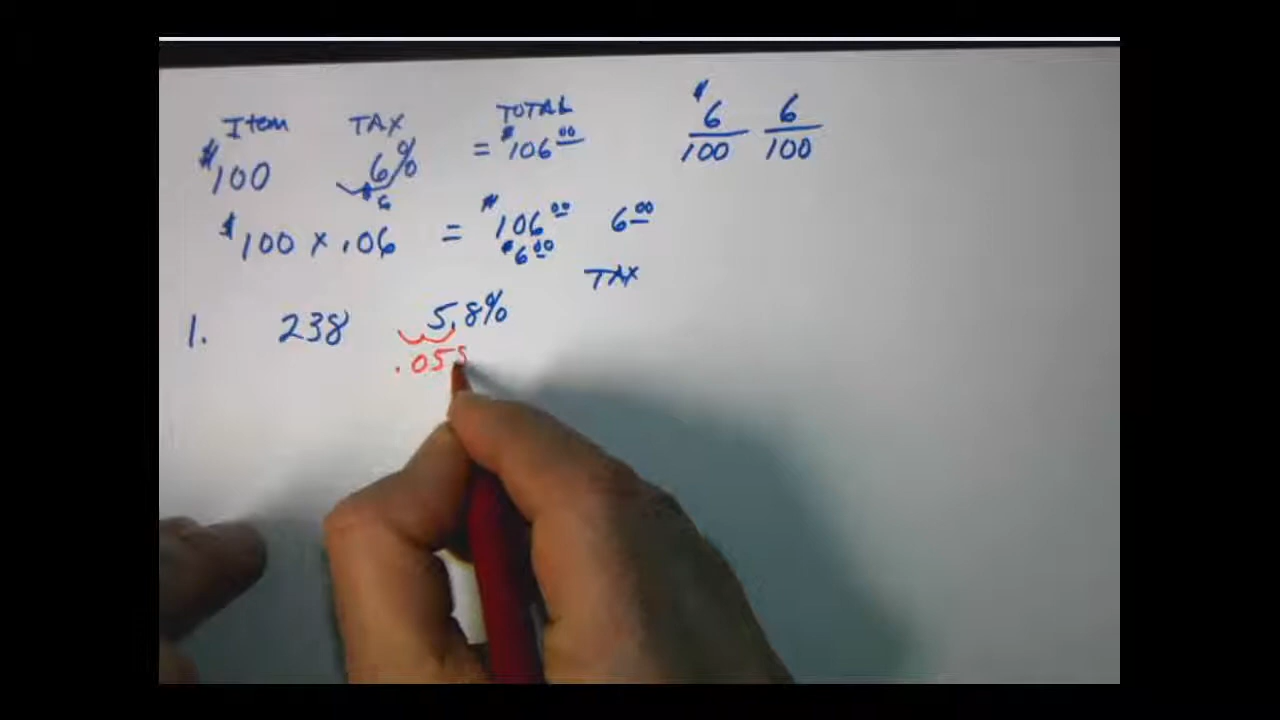 Item TAX TOTAL
$100 6% = $106 00 $6/100 6/100
$6
$100 x .06 = $106 00 6 00
$6 00
TAX
1. 238 5.8%
.058